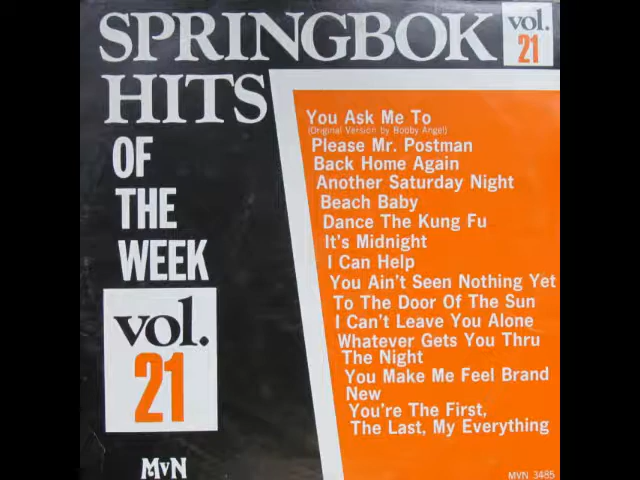 SPRINGBOK
HITS
OF
THE
WEEK
vol.
21
MvN
vol.
21
You Ask Me To
(Original Version by Bobby Angel)
Please Mr. Postman
Back Home Again
Another Saturday Night
Beach Baby
Dance The Kung Fu
It's Midnight
I Can Help
You Ain't Seen Nothing Yet
To The Door Of The Sun
I Can't Leave You Alone
Whatever Gets You Thru
The Night
You Make Me Feel Brand
New
You're The First,
The Last, My Everything
MVN 3485